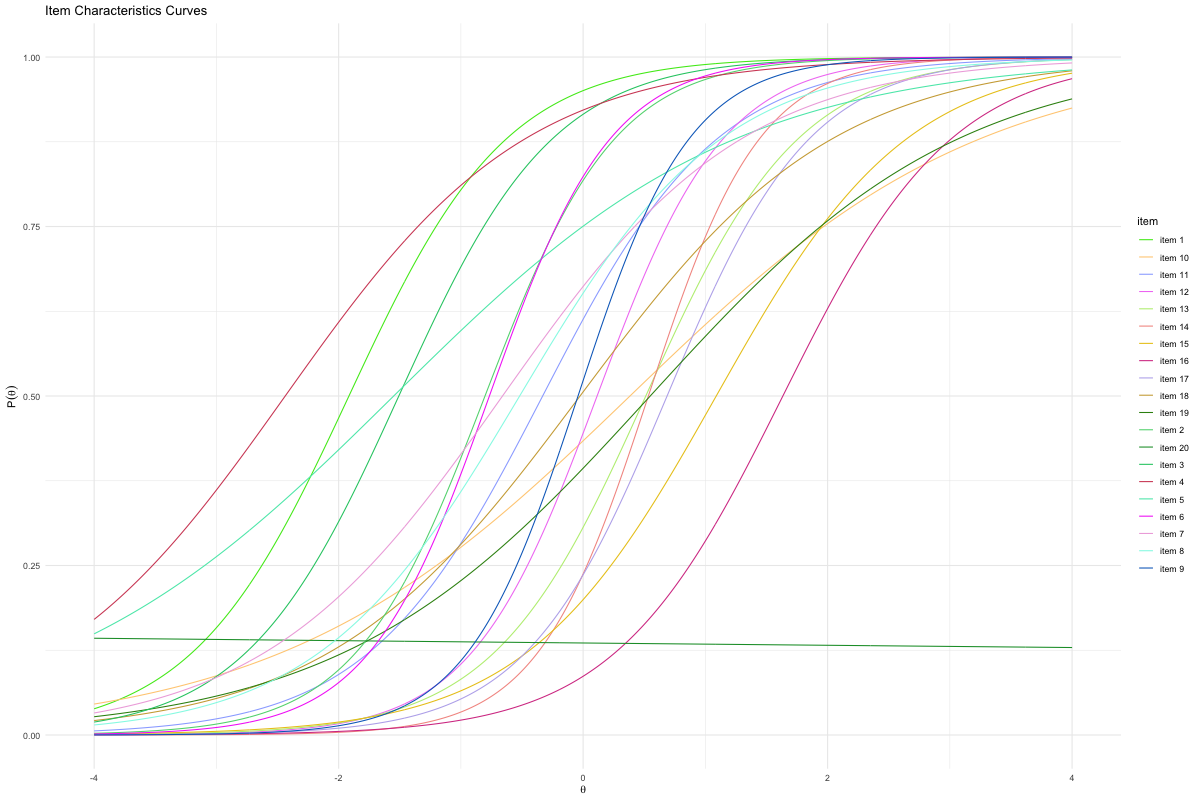 Item Characteristics Curves
1.00
0.75
0.50
0.25
0.00
P(θ)
-4
-2
0
2
4
θ
item
item 1
item 10
item 11
item 12
item 13
item 14
item 15
item 16
item 17
item 18
item 19
item 2
item 20
item 3
item 4
item 5
item 6
item 7
item 8
item 9